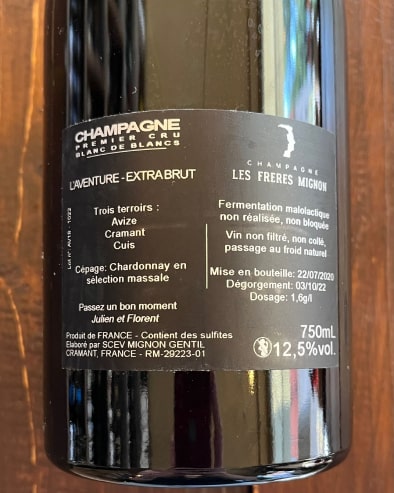 CHAMPAGNE
PREMIER CRU
BLANC DE BLANCS
L'AVENTURE - EXTRA BRUT
Trois terroirs :
Avize
Cramant
Cuis
Cépage: Chardonnay en
sélection massale
Passez un bon moment
Julien et Florent
Lot n° AV/18 - 1022
CHAMPAGNE
LES FRERES MIGNON
Fermentation malolactique
non réalisée, non bloquée
Vin non filtré, non collé,
passage au froid naturel
Mise en bouteille: 22/07/2020
Dégorgement: 03/10/22
Dosage: 1,6g/l
Produit de FRANCE - Contient des sulfites
Elaboré par SCEV MIGNON GENTIL
CRAMANT, FRANCE - RM-29223-01
750mL
12,5%vol.